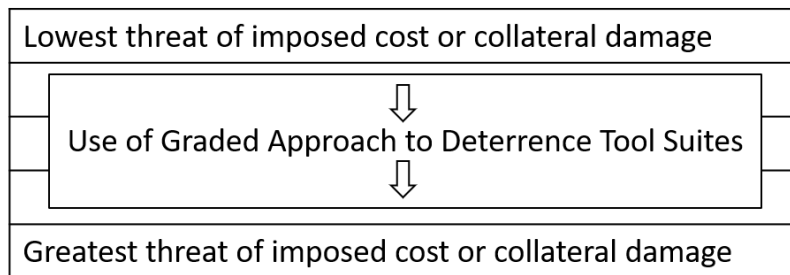 Lowest threat of imposed cost or collateral damage
Use of Graded Approach to Deterrence Tool Suites
Greatest threat of imposed cost or collateral damage